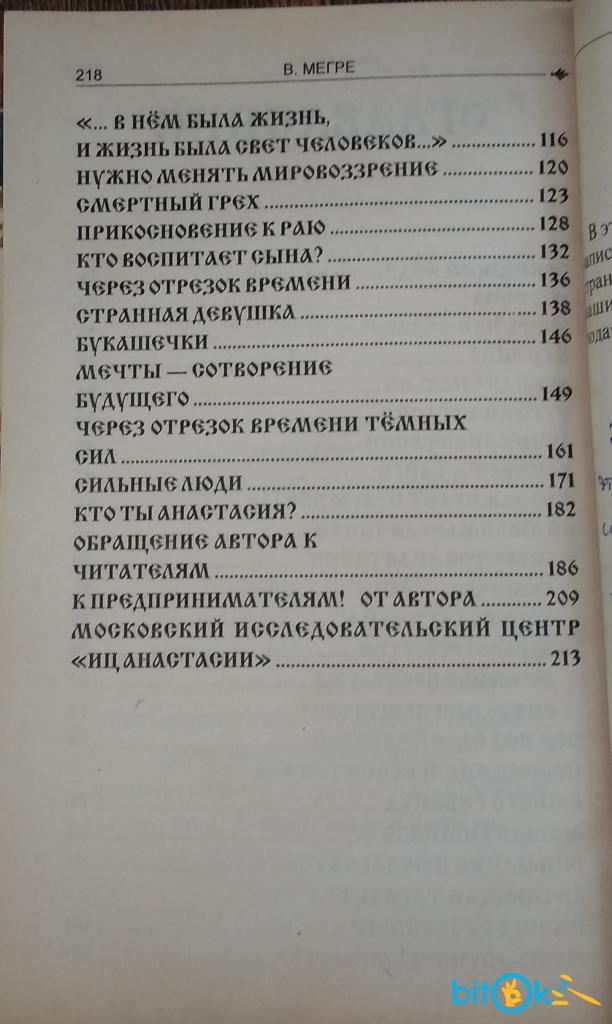 218
В. МЕГРЕ
«... В НЁМ БЫЛА ЖИЗНЬ,
И ЖИЗНЬ БЫЛА СВЕТ ЧЕЛОВЕКОВ...» ............... 116
НУЖНО МЕНЯТЬ МИРОВОЗЗРЕНИЕ ............... 120
СМЕРТНЫЙ ГРЕХ ............... 123
ПРИКОСНОВЕНИЕ К РАЮ ............... 128
КТО ВОСПИТАЕТ СЫНА? ............... 132
ЧЕРЕЗ ОТРЕЗОК ВРЕМЕНИ ............... 136
СТРАННАЯ ДЕВУШКА ............... 138
БУКАШЕЧКИ ............... 146
МЕЧТЫ — СОТВОРЕНИЕ
БУДУЩЕГО ............... 149
ЧЕРЕЗ ОТРЕЗОК ВРЕМЕНИ ТЁМНЫХ
СИЛ ............... 161
СИЛЬНЫЕ ЛЮДИ ............... 171
КТО ТЫ АНАСТАСИЯ? ............... 182
ОБРАЩЕНИЕ АВТОРА К
ЧИТАТЕЛЯМ ............... 186
К ПРЕДПРИНИМАТЕЛЯМ! ОТ АВТОРА ............... 209
МОСКОВСКИЙ ИССЛЕДОВАТЕЛЬСКИЙ ЦЕНТР
«ИЦ АНАСТАСИИ» ............... 213
bitOk